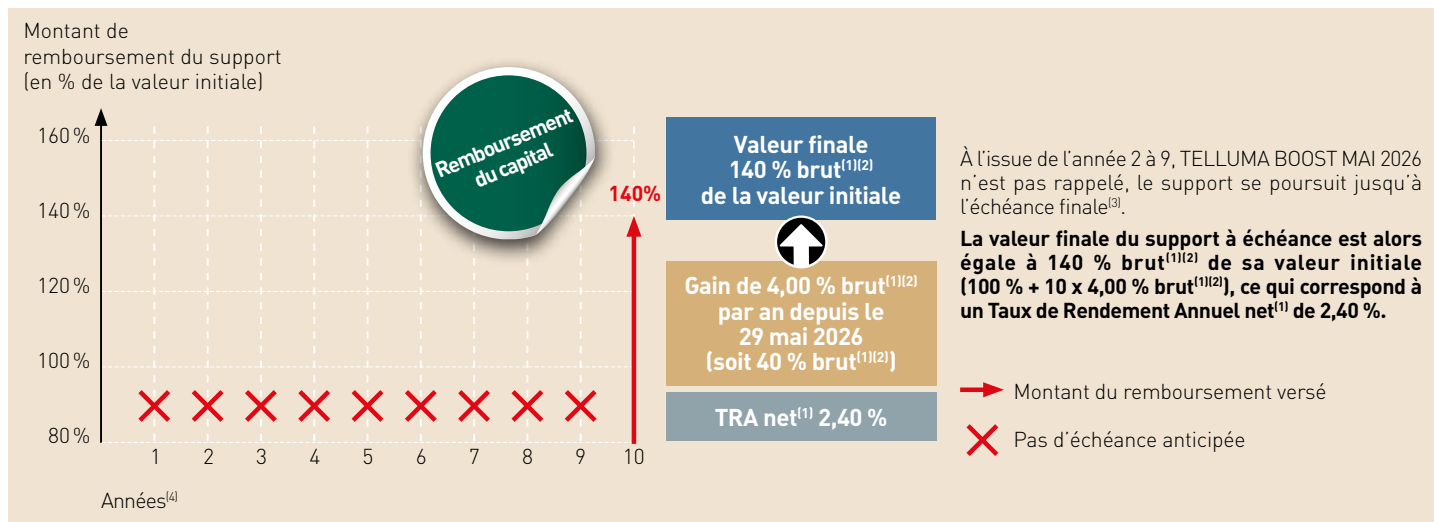 Montant de
remboursement du support
(en % de la valeur initiale)
160 %
140 %
120 %
100 %
80 %
1 2 3 4 5 6 7 8 9 10
Années(4)
Remboursement
du capital
140%
Valeur finale
140 % brut(1)(2)
de la valeur initiale
Gain de 4,00 % brut(1)(2)
par an depuis le
29 mai 2026
(soit 40 % brut(1)(2))
TRA net(1) 2,40 %
À l’issue de l’année 2 à 9, TELLUMA BOOST MAI 2026
n’est pas rappelé, le support se poursuit jusqu’à
l’échéance finale(3).
La valeur finale du support à échéance est alors
égale à 140 % brut(1)(2) de sa valeur initiale
(100 % + 10 x 4,00 % brut(1)(2)), ce qui correspond à
un Taux de Rendement Annuel net(1) de 2,40 %.
Montant du remboursement versé
Pas d’échéance anticipée